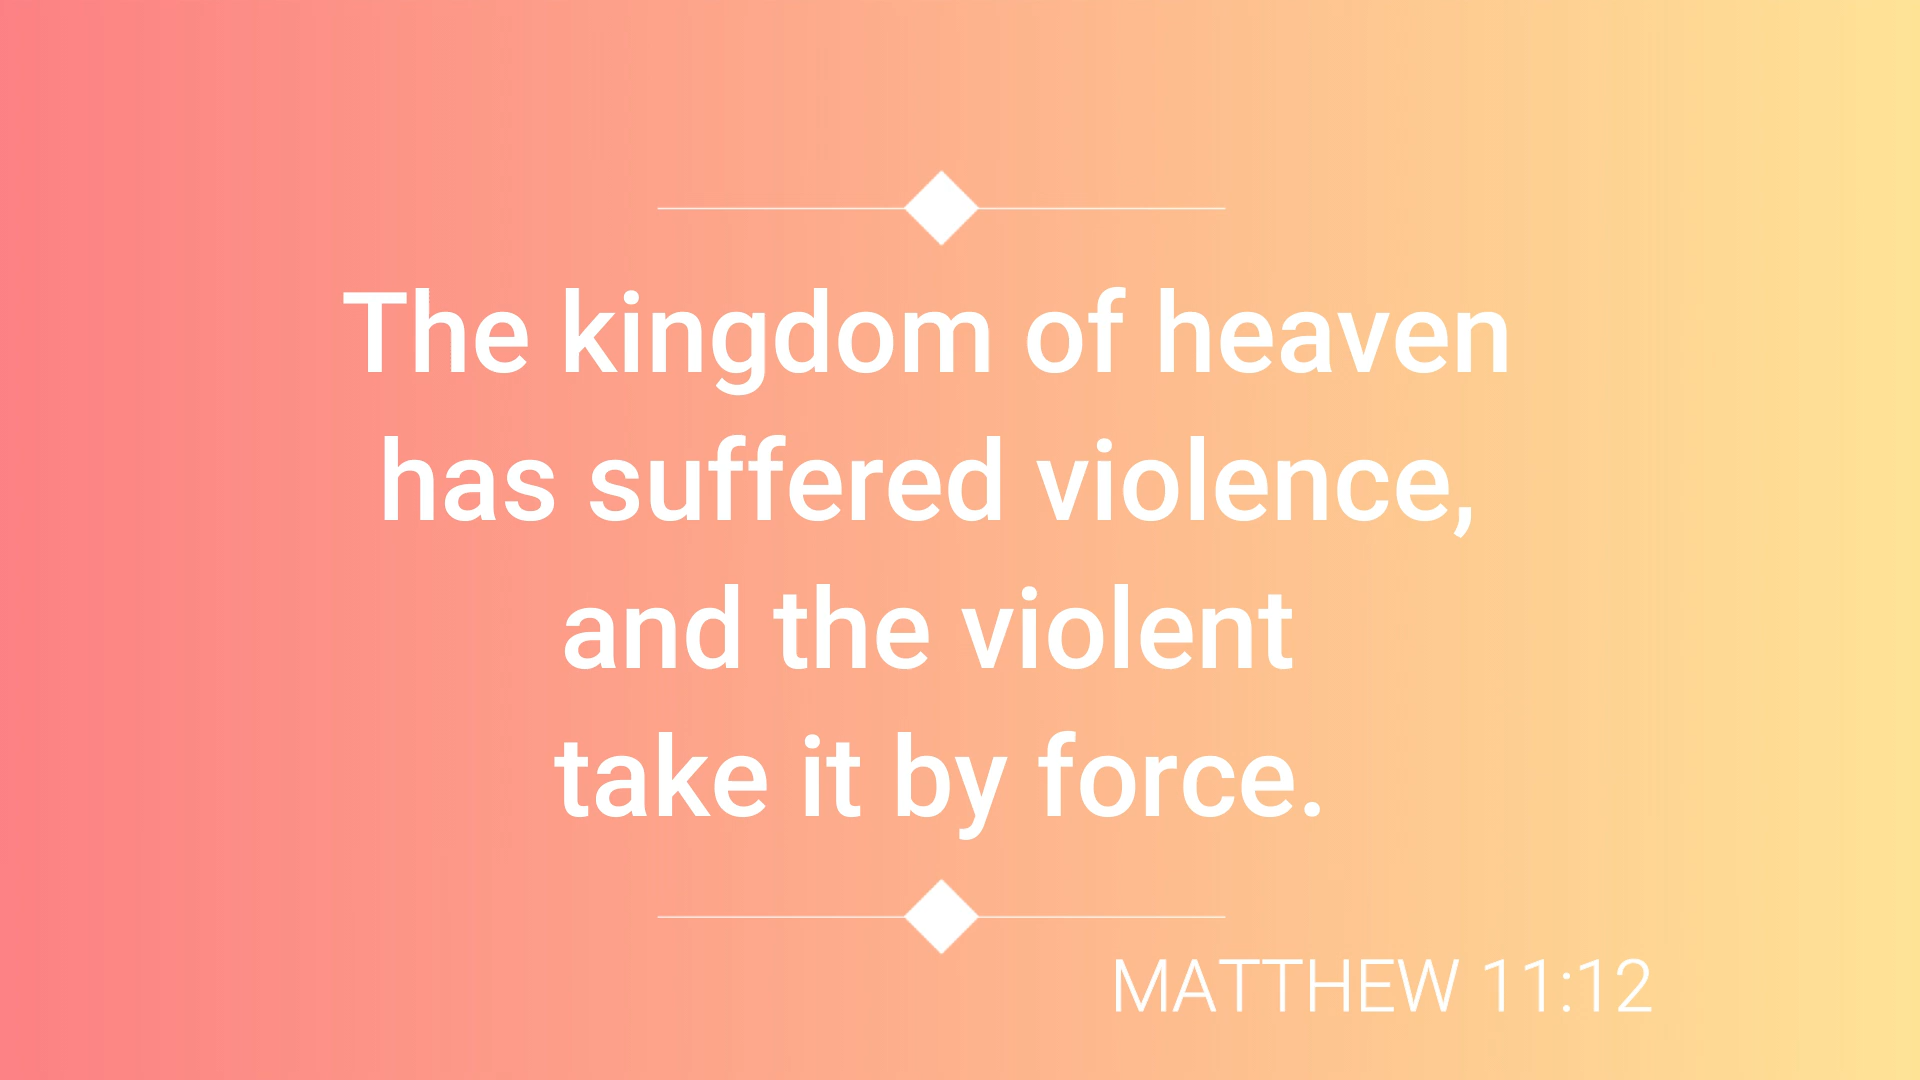 The kingdom of heaven
has suffered violence,
and the violent
take it by force.
MATTHEW 11:12